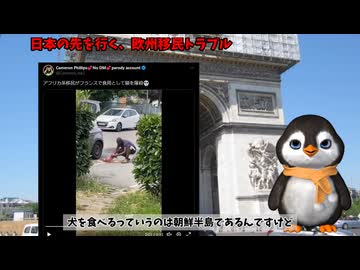 日本の先を行く、欧州移民トラブル
Cameron Phillips No DM parody account
アフリカ系移民がフランスで食用として猫を屠殺
犬を食べるっていうのは朝鮮半島であるんですけど